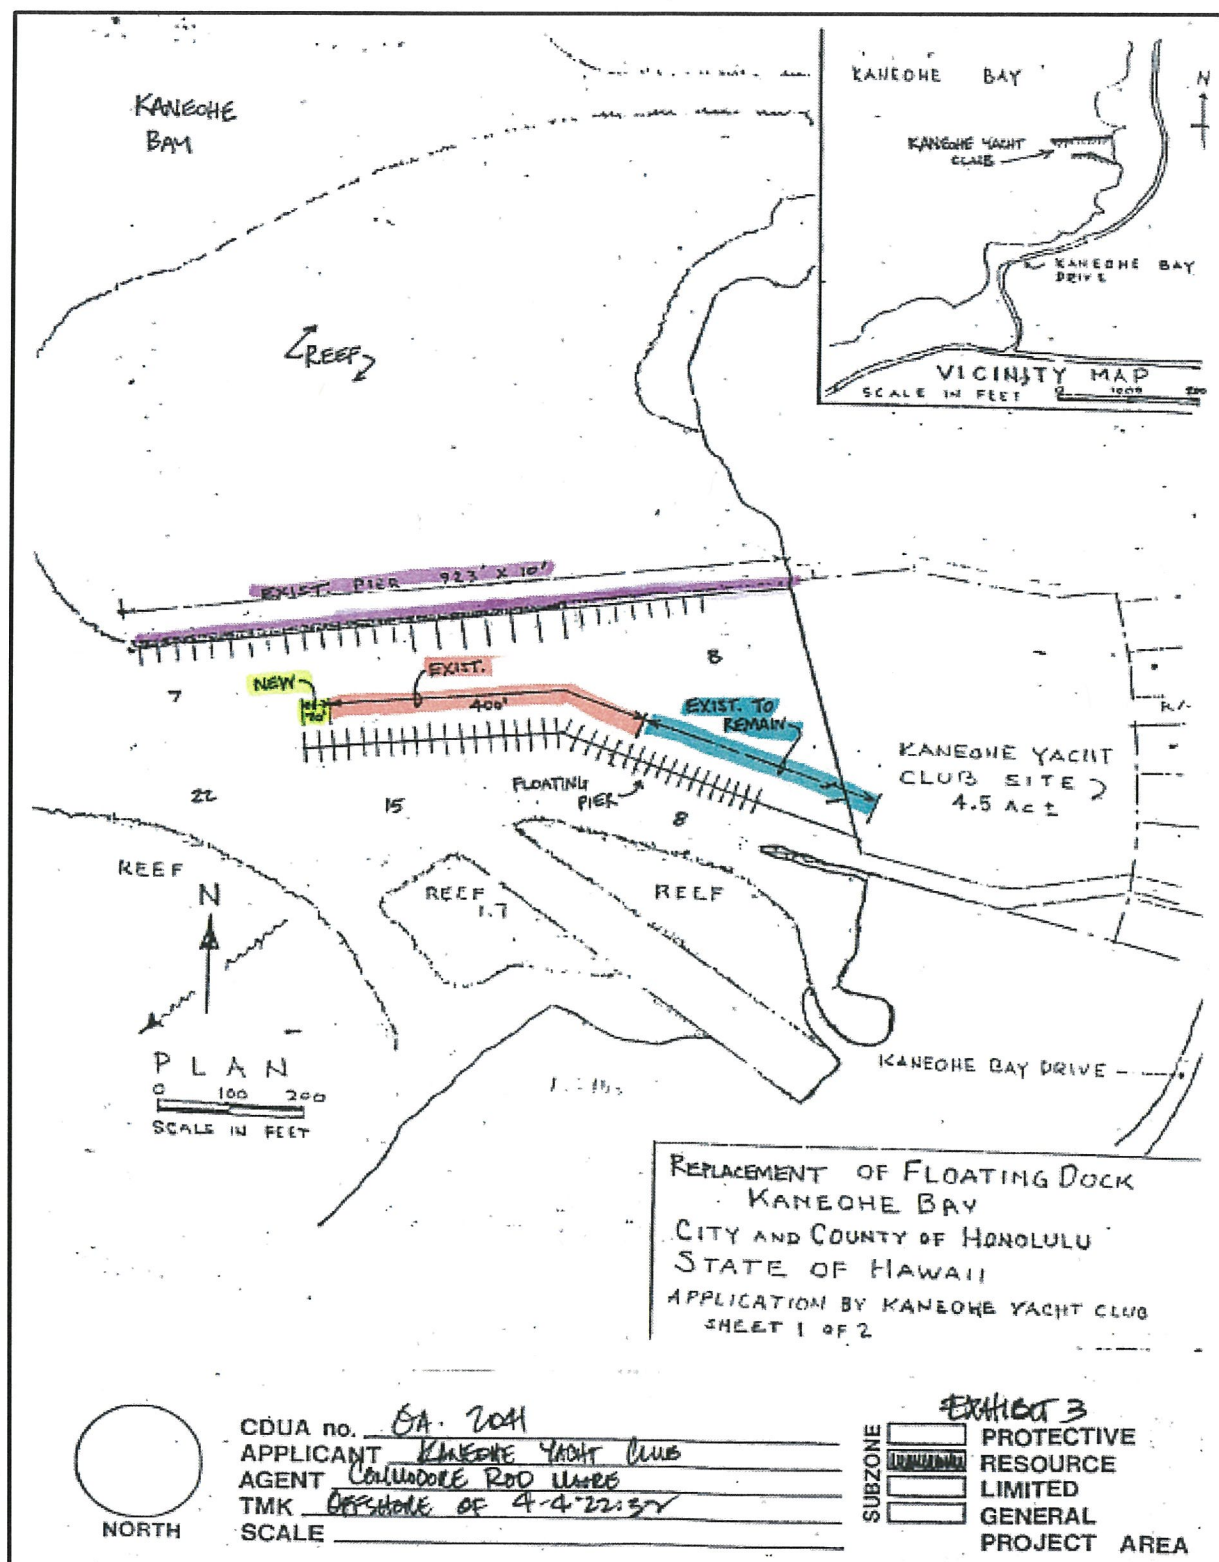 KANEOHE
BAY
KANEOHE BAY
N
KANEOHE YACHT
CLUB
KANEOHE BAY
DRIVE
VICINITY MAP
SCALE IN FEET 0 1000 200
REEF
EXIST. PIER 923' X 10'
7
8
NEW
70'
EXIST.
400'
EXIST. TO
REMAIN
FLOATING
PIER
KANEOHE YACHT
CLUB SITE
4.5 AC ±
22
15
8
REEF
REEF
1.7
REEF
N
PLAN
0 100 200
SCALE IN FEET
KANEOHE BAY DRIVE
REPLACEMENT OF FLOATING DOCK
KANEOHE BAY
CITY AND COUNTY OF HONOLULU
STATE OF HAWAII
APPLICATION BY KANEOHE YACHT CLUB
SHEET 1 OF 2
NORTH
CDUA no. OA. 2041
APPLICANT KANEOHE YACHT CLUB
AGENT COMMODORE ROD
TMK OFFSHORE OF 4-4-22:32
SCALE
EXHIBIT 3
SUBZONE
PROTECTIVE
RESOURCE
LIMITED
GENERAL
PROJECT AREA